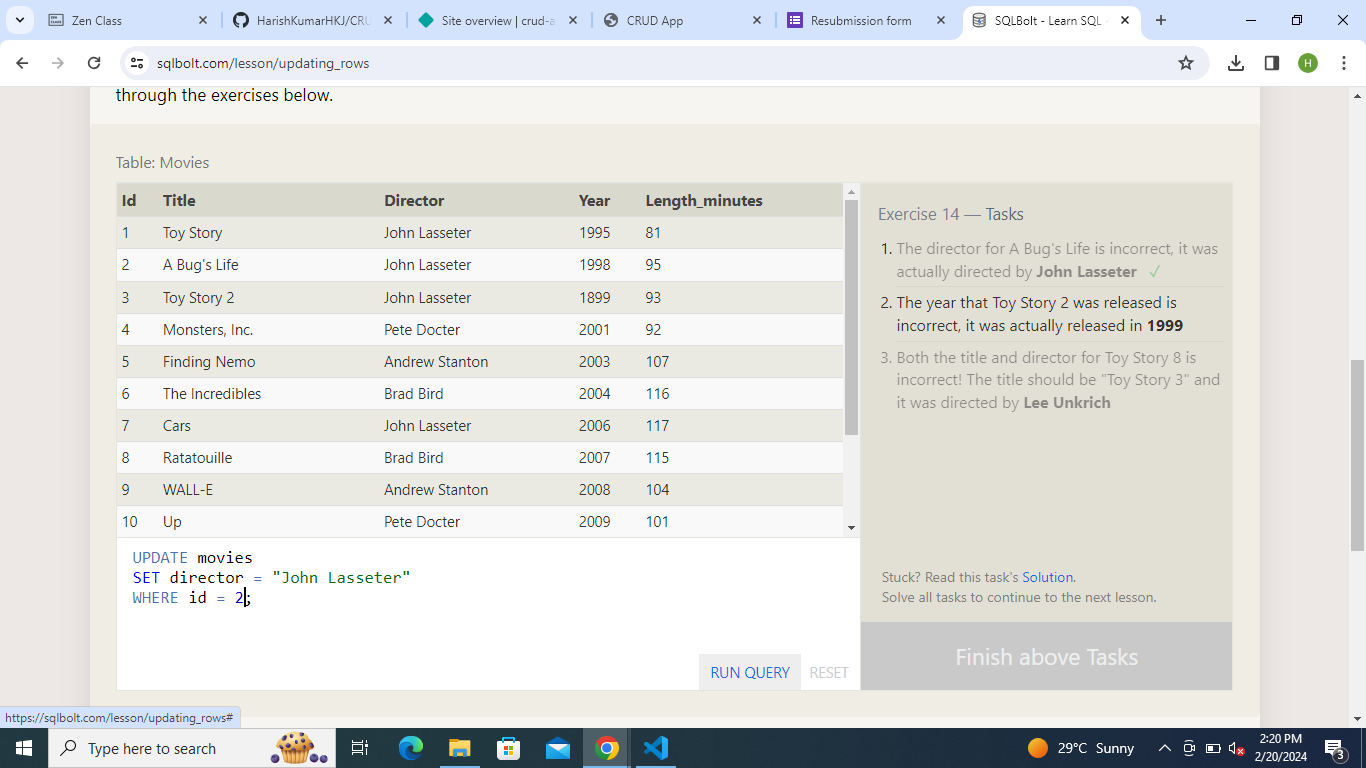 Zen Class
HarishKumarHKJ/CRU
Site overview | crud-a
CRUD App
Resubmission form
SQLBolt - Learn SQL -
sqlbolt.com/lesson/updating_rows
H
through the exercises below.
Table: Movies
Id Title Director Year Length_minutes
1 Toy Story John Lasseter 1995 81
2 A Bug's Life John Lasseter 1998 95
3 Toy Story 2 John Lasseter 1899 93
4 Monsters, Inc. Pete Docter 2001 92
5 Finding Nemo Andrew Stanton 2003 107
6 The Incredibles Brad Bird 2004 116
7 Cars John Lasseter 2006 117
8 Ratatouille Brad Bird 2007 115
9 WALL-E Andrew Stanton 2008 104
10 Up Pete Docter 2009 101
UPDATE movies
SET director = "John Lasseter"
WHERE id = 2;
RUN QUERY RESET
Exercise 14 — Tasks
1. The director for A Bug's Life is incorrect, it was
actually directed by John Lasseter ✓
2. The year that Toy Story 2 was released is
incorrect, it was actually released in 1999
3. Both the title and director for Toy Story 8 is
incorrect! The title should be "Toy Story 3" and
it was directed by Lee Unkrich
Stuck? Read this task's Solution.
Solve all tasks to continue to the next lesson.
Finish above Tasks
https://sqlbolt.com/lesson/updating_rows#
Type here to search
29°C Sunny
2:20 PM
2/20/2024
3